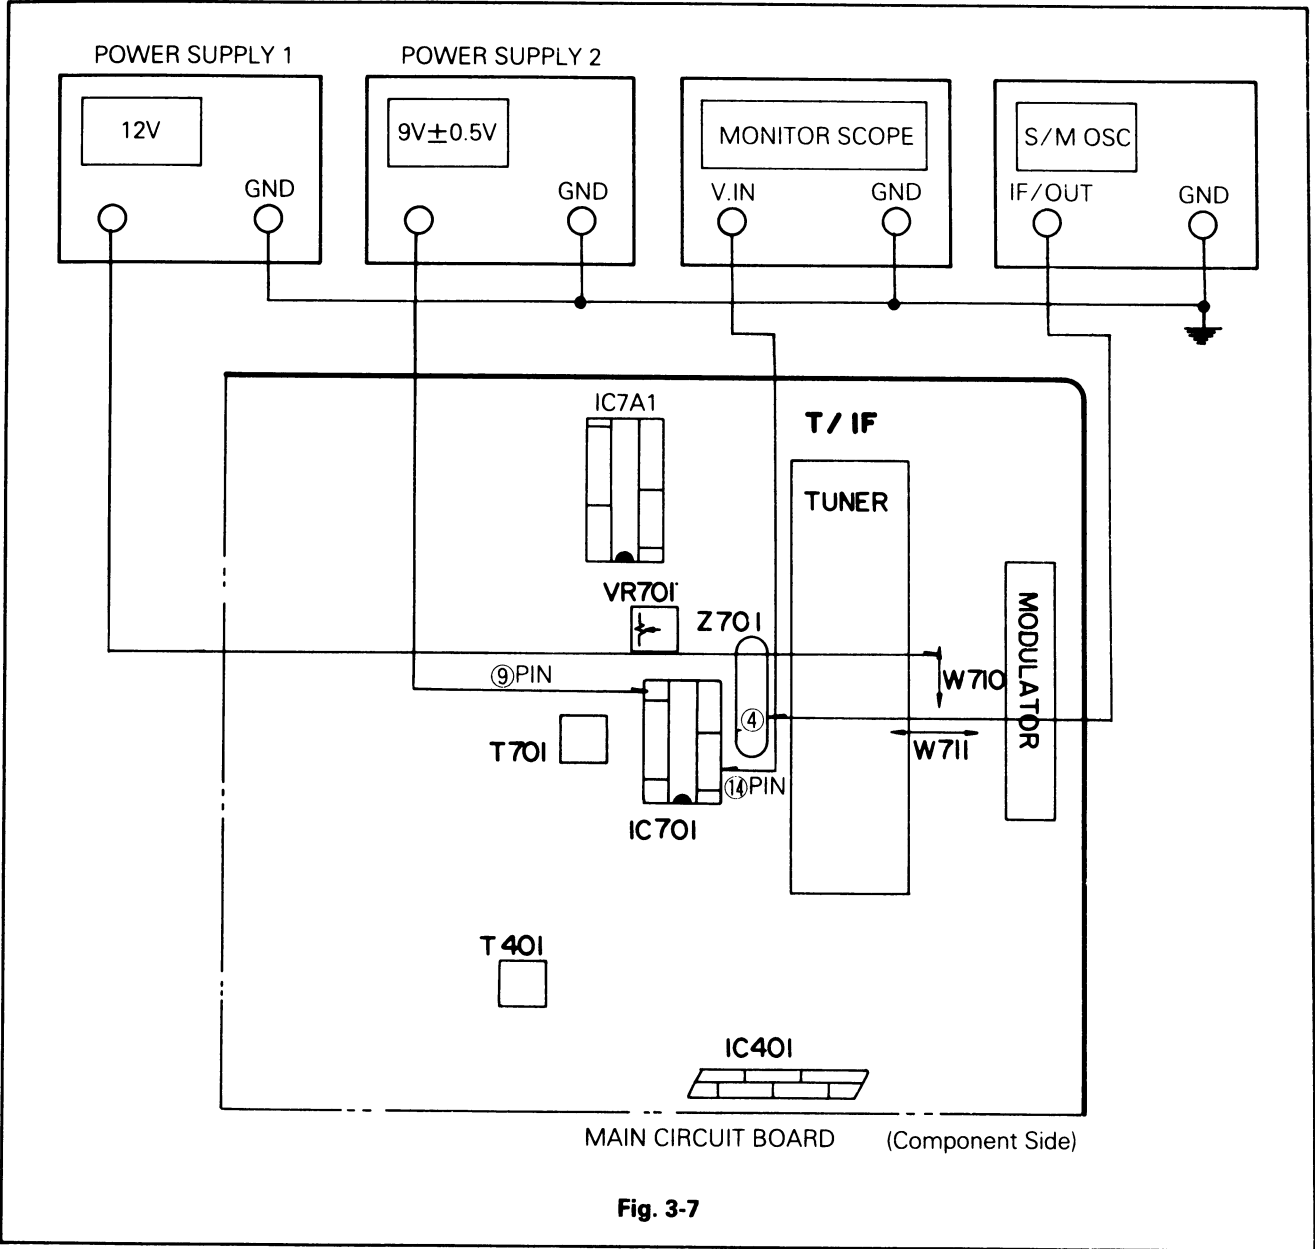 POWER SUPPLY 1
POWER SUPPLY 2
12V
9V±0.5V
MONITOR SCOPE
S/M OSC
GND
GND
V.IN
GND
IF/OUT
GND
IC7A1
T/IF
TUNER
VR701
Z701
MODULATOR
⑨PIN
W710
④
T701
W711
⑭PIN
IC701
T401
IC401
MAIN CIRCUIT BOARD (Component Side)
Fig. 3-7